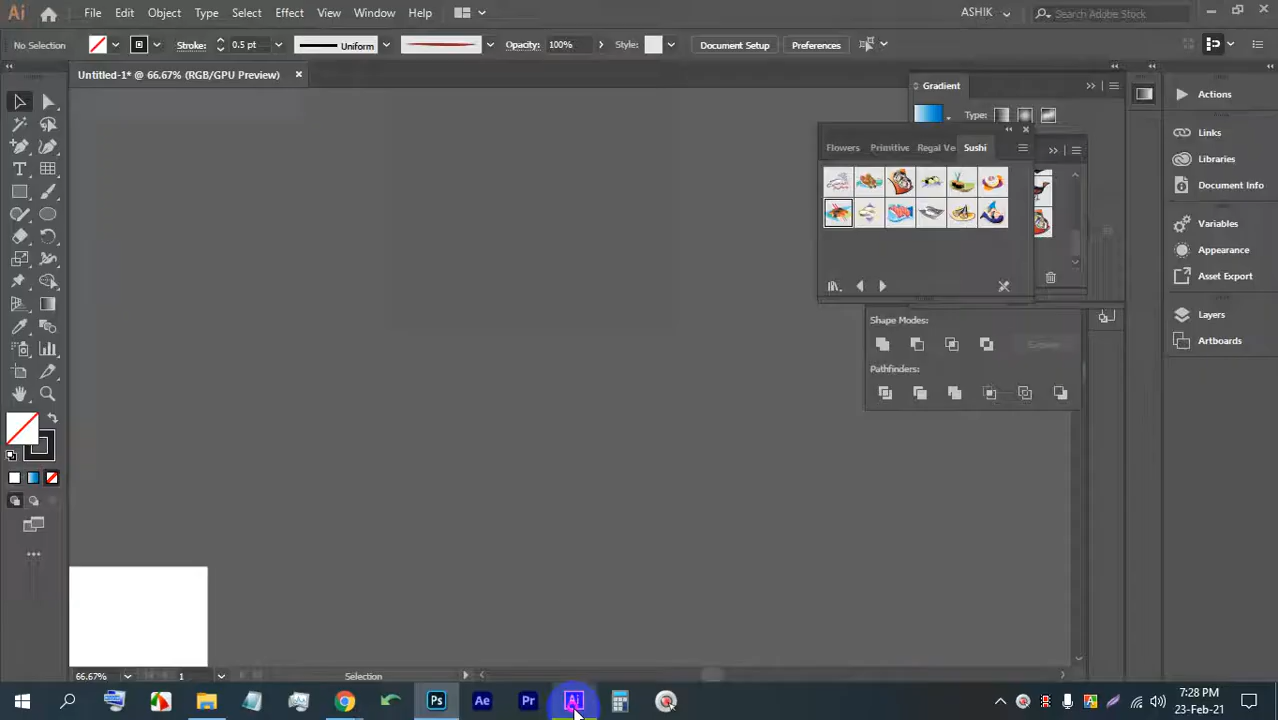 Ai File Edit Object Type Select Effect View Window Help ASHIK Search Adobe Stock
No Selection Stroke: 0.5 pt Uniform Opacity: 100% Style: Document Setup Preferences
Untitled-1* @ 66.67% (RGB/GPU Preview)
Gradient
Type:
Flowers Primitive Regal Ve Sushi
Shape Modes:
Pathfinders:
Actions
Links
Libraries
Document Info
Variables
Appearance
Asset Export
Layers
Artboards
66.67% 1 Selection
Ps Ae Pr Ai
7:28 PM
23-Feb-21